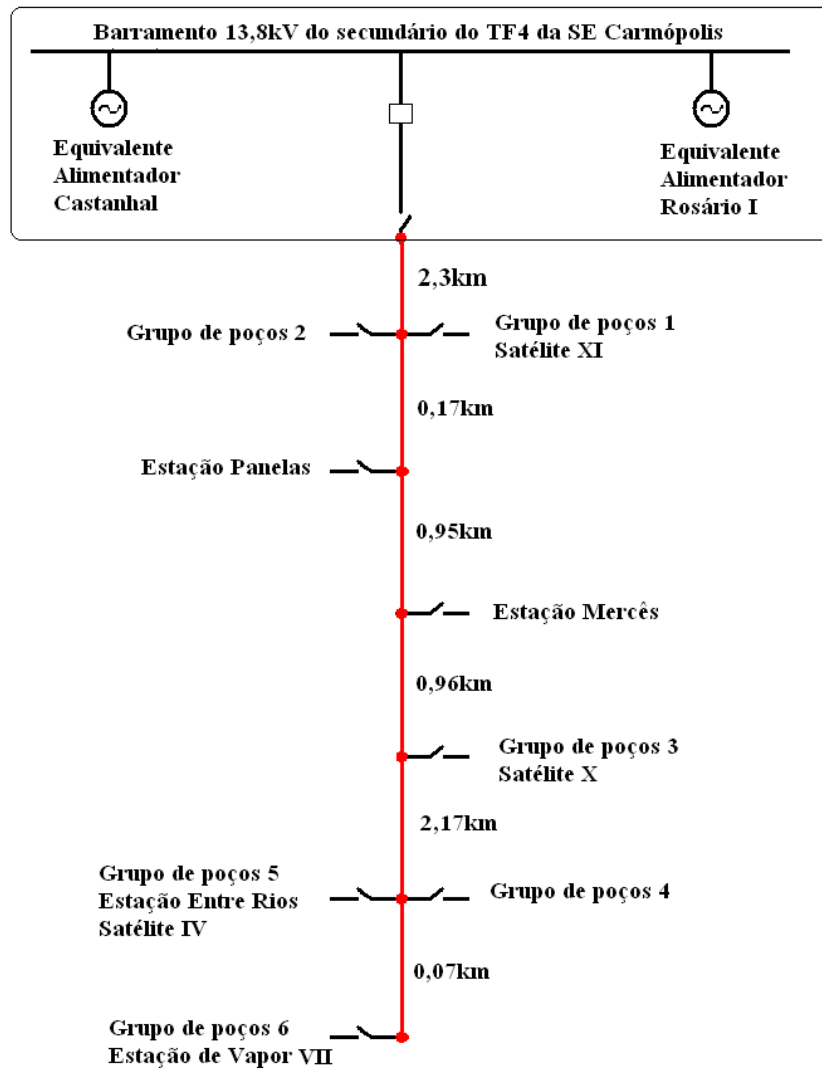 Barramento 13,8kV do secundário do TF4 da SE Carmópolis
Equivalente
Alimentador
Castanhal
Equivalente
Alimentador
Rosário I
2,3km
Grupo de poços 2
Grupo de poços 1
Satélite XI
0,17km
Estação Panelas
0,95km
Estação Mercês
0,96km
Grupo de poços 3
Satélite X
2,17km
Grupo de poços 5
Estação Entre Rios
Satélite IV
Grupo de poços 4
0,07km
Grupo de poços 6
Estação de Vapor VII